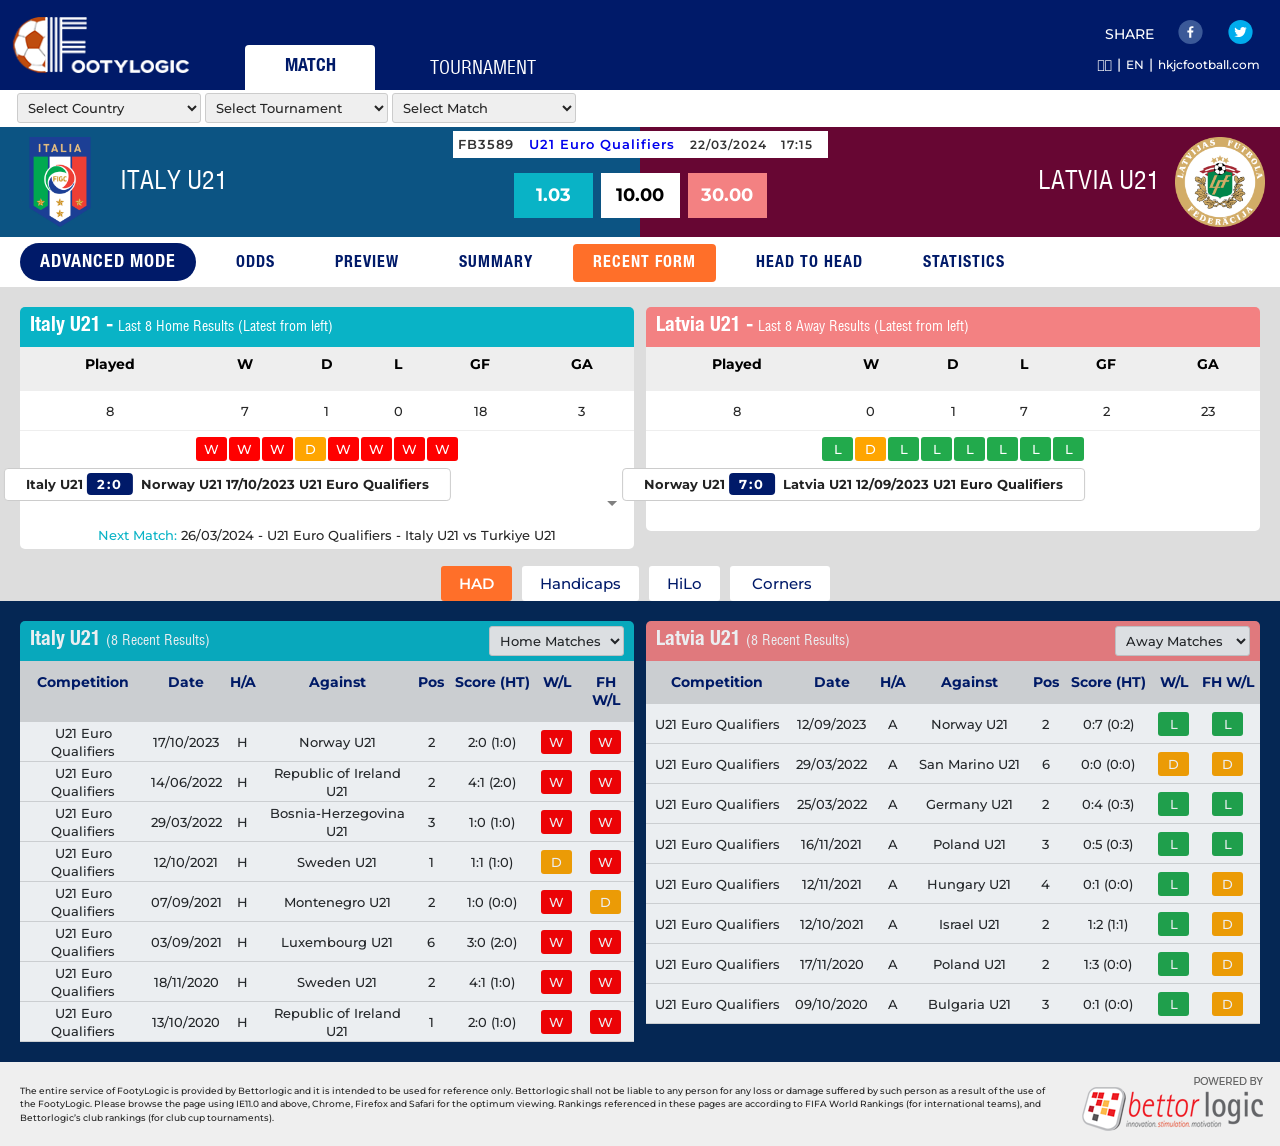 FOOTYLOGIC
MATCH
TOURNAMENT
SHARE
| EN | hkjcfootball.com
Select Country
Select Tournament
Select Match
ITALIA
FIGC
ITALY U21
FB3589 U21 Euro Qualifiers 22/03/2024 17:15
1.03 10.00 30.00
LATVIA U21
LATVIJAS FUTBOLA FEDERĀCIJA
LFF
ADVANCED MODE ODDS PREVIEW SUMMARY RECENT FORM HEAD TO HEAD STATISTICS
Italy U21 - Last 8 Home Results (Latest from left)
Played W D L GF GA
8 7 1 0 18 3
W W W D W W W W
Italy U21 2:0 Norway U21 17/10/2023 U21 Euro Qualifiers
Next Match: 26/03/2024 - U21 Euro Qualifiers - Italy U21 vs Turkiye U21
Latvia U21 - Last 8 Away Results (Latest from left)
Played W D L GF GA
8 0 1 7 2 23
L D L L L L L L
Norway U21 7:0 Latvia U21 12/09/2023 U21 Euro Qualifiers
HAD Handicaps HiLo Corners
Italy U21 (8 Recent Results) Home Matches
Competition Date H/A Against Pos Score (HT) W/L FH W/L
U21 Euro Qualifiers 17/10/2023 H Norway U21 2 2:0 (1:0) W W
U21 Euro Qualifiers 14/06/2022 H Republic of Ireland U21 2 4:1 (2:0) W W
U21 Euro Qualifiers 29/03/2022 H Bosnia-Herzegovina U21 3 1:0 (1:0) W W
U21 Euro Qualifiers 12/10/2021 H Sweden U21 1 1:1 (1:0) D W
U21 Euro Qualifiers 07/09/2021 H Montenegro U21 2 1:0 (0:0) W D
U21 Euro Qualifiers 03/09/2021 H Luxembourg U21 6 3:0 (2:0) W W
U21 Euro Qualifiers 18/11/2020 H Sweden U21 2 4:1 (1:0) W W
U21 Euro Qualifiers 13/10/2020 H Republic of Ireland U21 1 2:0 (1:0) W W
Latvia U21 (8 Recent Results) Away Matches
Competition Date H/A Against Pos Score (HT) W/L FH W/L
U21 Euro Qualifiers 12/09/2023 A Norway U21 2 0:7 (0:2) L L
U21 Euro Qualifiers 29/03/2022 A San Marino U21 6 0:0 (0:0) D D
U21 Euro Qualifiers 25/03/2022 A Germany U21 2 0:4 (0:3) L L
U21 Euro Qualifiers 16/11/2021 A Poland U21 3 0:5 (0:3) L L
U21 Euro Qualifiers 12/11/2021 A Hungary U21 4 0:1 (0:0) L D
U21 Euro Qualifiers 12/10/2021 A Israel U21 2 1:2 (1:1) L D
U21 Euro Qualifiers 17/11/2020 A Poland U21 2 1:3 (0:0) L D
U21 Euro Qualifiers 09/10/2020 A Bulgaria U21 3 0:1 (0:0) L D
The entire service of FootyLogic is provided by Bettorlogic and it is intended to be used for reference only. Bettorlogic shall not be liable to any person for any loss or damage suffered by such person as a result of the use of
the FootyLogic. Please browse the page using IE11.0 and above, Chrome, Firefox and Safari for the optimum viewing. Rankings referenced in these pages are according to FIFA World Rankings (for international teams), and
Bettorlogic's club rankings (for club cup tournaments).
POWERED BY
bettor logic
innovation.stimulation.motivation